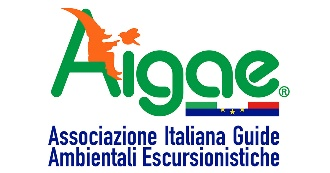 Aigae®
Associazione Italiana Guide
Ambientali Escursionistiche